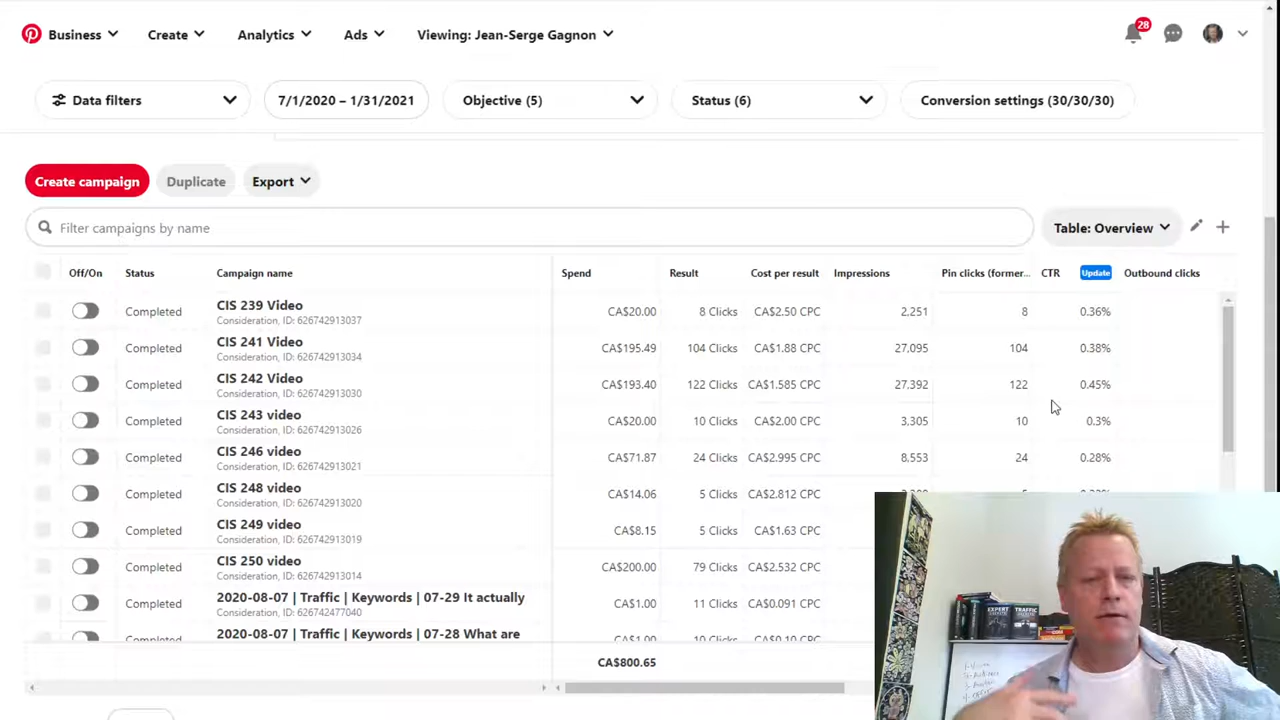 Business Create Analytics Ads Viewing: Jean-Serge Gagnon 28
Data filters 7/1/2020 – 1/31/2021 Objective (5) Status (6) Conversion settings (30/30/30)
Create campaign Duplicate Export
Filter campaigns by name Table: Overview
Off/On Status Campaign name Spend Result Cost per result Impressions Pin clicks (former... CTR Update Outbound clicks
Completed CIS 239 Video CA$20.00 8 Clicks CA$2.50 CPC 2,251 8 0.36%
Consideration, ID: 626742913037
Completed CIS 241 Video CA$195.49 104 Clicks CA$1.88 CPC 27,095 104 0.38%
Consideration, ID: 626742913034
Completed CIS 242 Video CA$193.40 122 Clicks CA$1.585 CPC 27,392 122 0.45%
Consideration, ID: 626742913030
Completed CIS 243 video CA$20.00 10 Clicks CA$2.00 CPC 3,305 10 0.3%
Consideration, ID: 626742913026
Completed CIS 246 video CA$71.87 24 Clicks CA$2.995 CPC 8,553 24 0.28%
Consideration, ID: 626742913021
Completed CIS 248 video CA$14.06 5 Clicks CA$2.812 CPC
Consideration, ID: 626742913020
Completed CIS 249 video CA$8.15 5 Clicks CA$1.63 CPC
Consideration, ID: 626742913019
Completed CIS 250 video CA$200.00 79 Clicks CA$2.532 CPC
Consideration, ID: 626742913014
Completed 2020-08-07 | Traffic | Keywords | 07-29 It actually CA$1.00 11 Clicks CA$0.091 CPC
Consideration, ID: 626742477040
Completed 2020-08-07 | Traffic | Keywords | 07-28 What are CA$1.00 10 Clicks CA$0.10 CPC
CA$800.65
EXPERT
TRAFFIC